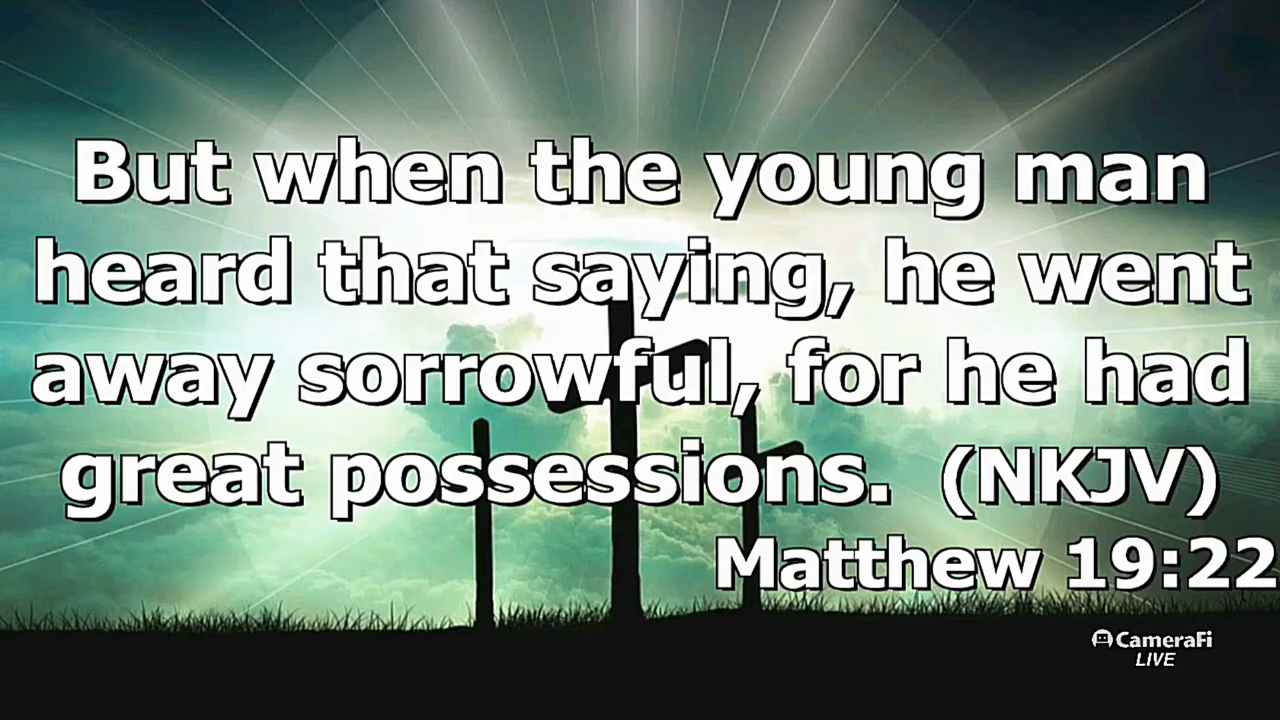 But when the young man
heard that saying, he went
away sorrowful, for he had
great possessions. (NKJV)
Matthew 19:22
CameraFi
LIVE